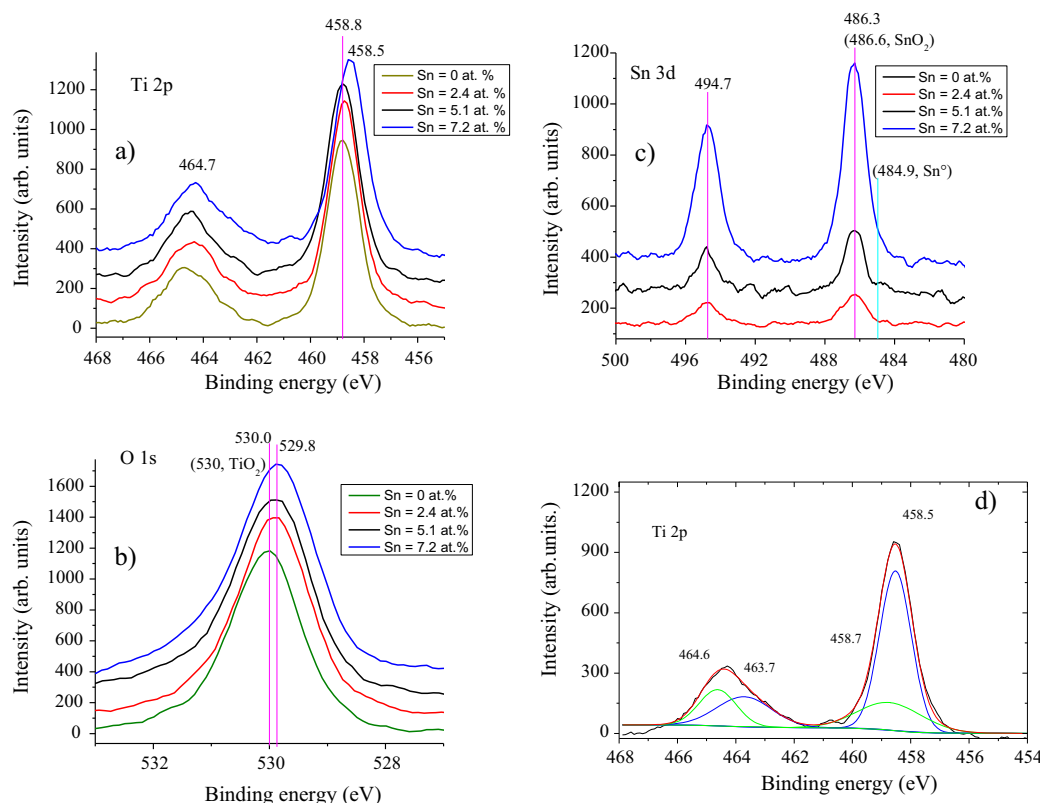 458.8
458.5
Ti 2p
Sn = 0 at. %
Sn = 2.4 at. %
Sn = 5.1 at. %
Sn = 7.2 at. %
a)
464.7
Intensity (arb. units)
1200
1000
800
600
400
200
0
468 466 464 462 460 458 456
Binding energy (eV)
486.3
(486.6, SnO₂)
Sn 3d
494.7
Sn = 0 at.%
Sn = 2.4 at.%
Sn = 5.1 at.%
Sn = 7.2 at.%
c)
(484.9, Sn°)
Intensity (arb. units)
1200
1000
800
600
400
200
500 496 492 488 484 480
Binding energy (eV)
530.0
529.8
O 1s
(530, TiO₂)
Sn = 0 at.%
Sn = 2.4 at.%
Sn = 5.1 at.%
Sn = 7.2 at.%
b)
Intensity (arb. units)
1600
1400
1200
1000
800
600
400
200
0
532 530 528
Binding energy (eV)
d)
Ti 2p
458.5
458.7
464.6
463.7
Intensity (arb.units.)
1200
900
600
300
0
468 466 464 462 460 458 456 454
Binding energy (eV)